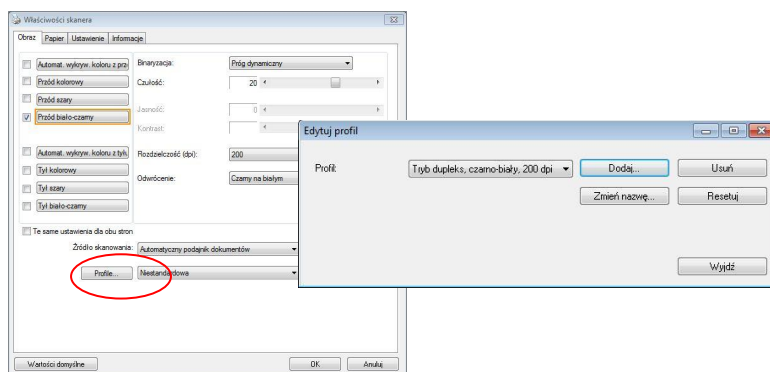 Właściwości skanera
Obraz Papier Ustawienie Informacje
Automat. wykryw. koloru z prz
Przód kolorowy
Przód szary
Przód biało-czarny
Automat. wykryw. koloru z tyłu
Tył kolorowy
Tył szary
Tył biało-czarny
Binaryzacja: Próg dynamiczny
Czułość: 20
Jasność: 0
Kontrast:
Rozdzielczość (dpi): 200
Odwrócenie: Czarny na białym
Te same ustawienia dla obu stron
Źródło skanowania: Automatyczny podajnik dokumentów
Profile... Niestandardowa
Wartości domyślne OK Anuluj
Edytuj profil
Profil: Tryb dupleks, czarno-biały, 200 dpi Dodaj... Usuń
Zmień nazwę... Resetuj
Wyjdź